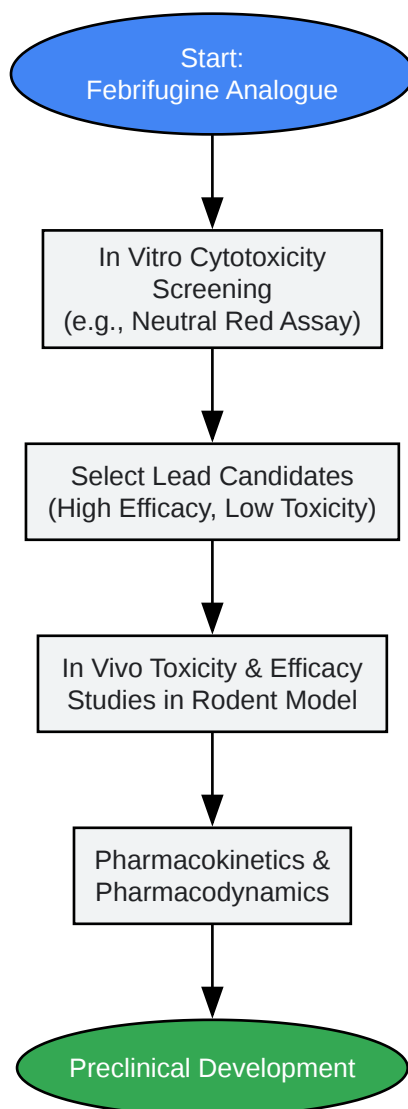 Start:
Febrifugine Analogue
In Vitro Cytotoxicity
Screening
(e.g., Neutral Red Assay)
Select Lead Candidates
(High Efficacy, Low Toxicity)
In Vivo Toxicity & Efficacy
Studies in Rodent Model
Pharmacokinetics &
Pharmacodynamics
Preclinical Development